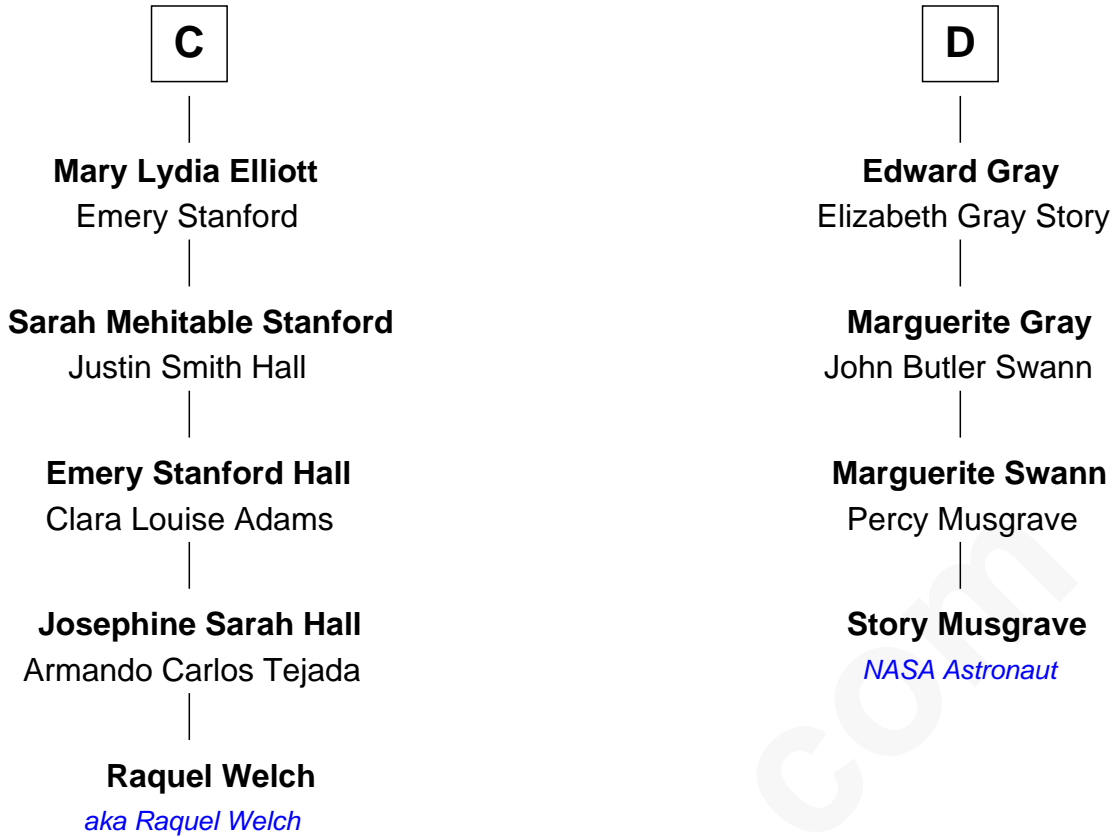 C
Mary Lydia Elliott
Emery Stanford
Sarah Mehitable Stanford
Justin Smith Hall
Emery Stanford Hall
Clara Louise Adams
Josephine Sarah Hall
Armando Carlos Tejada
Raquel Welch
aka Raquel Welch
D
Edward Gray
Elizabeth Gray Story
Marguerite Gray
John Butler Swann
Marguerite Swann
Percy Musgrave
Story Musgrave
NASA Astronaut
com